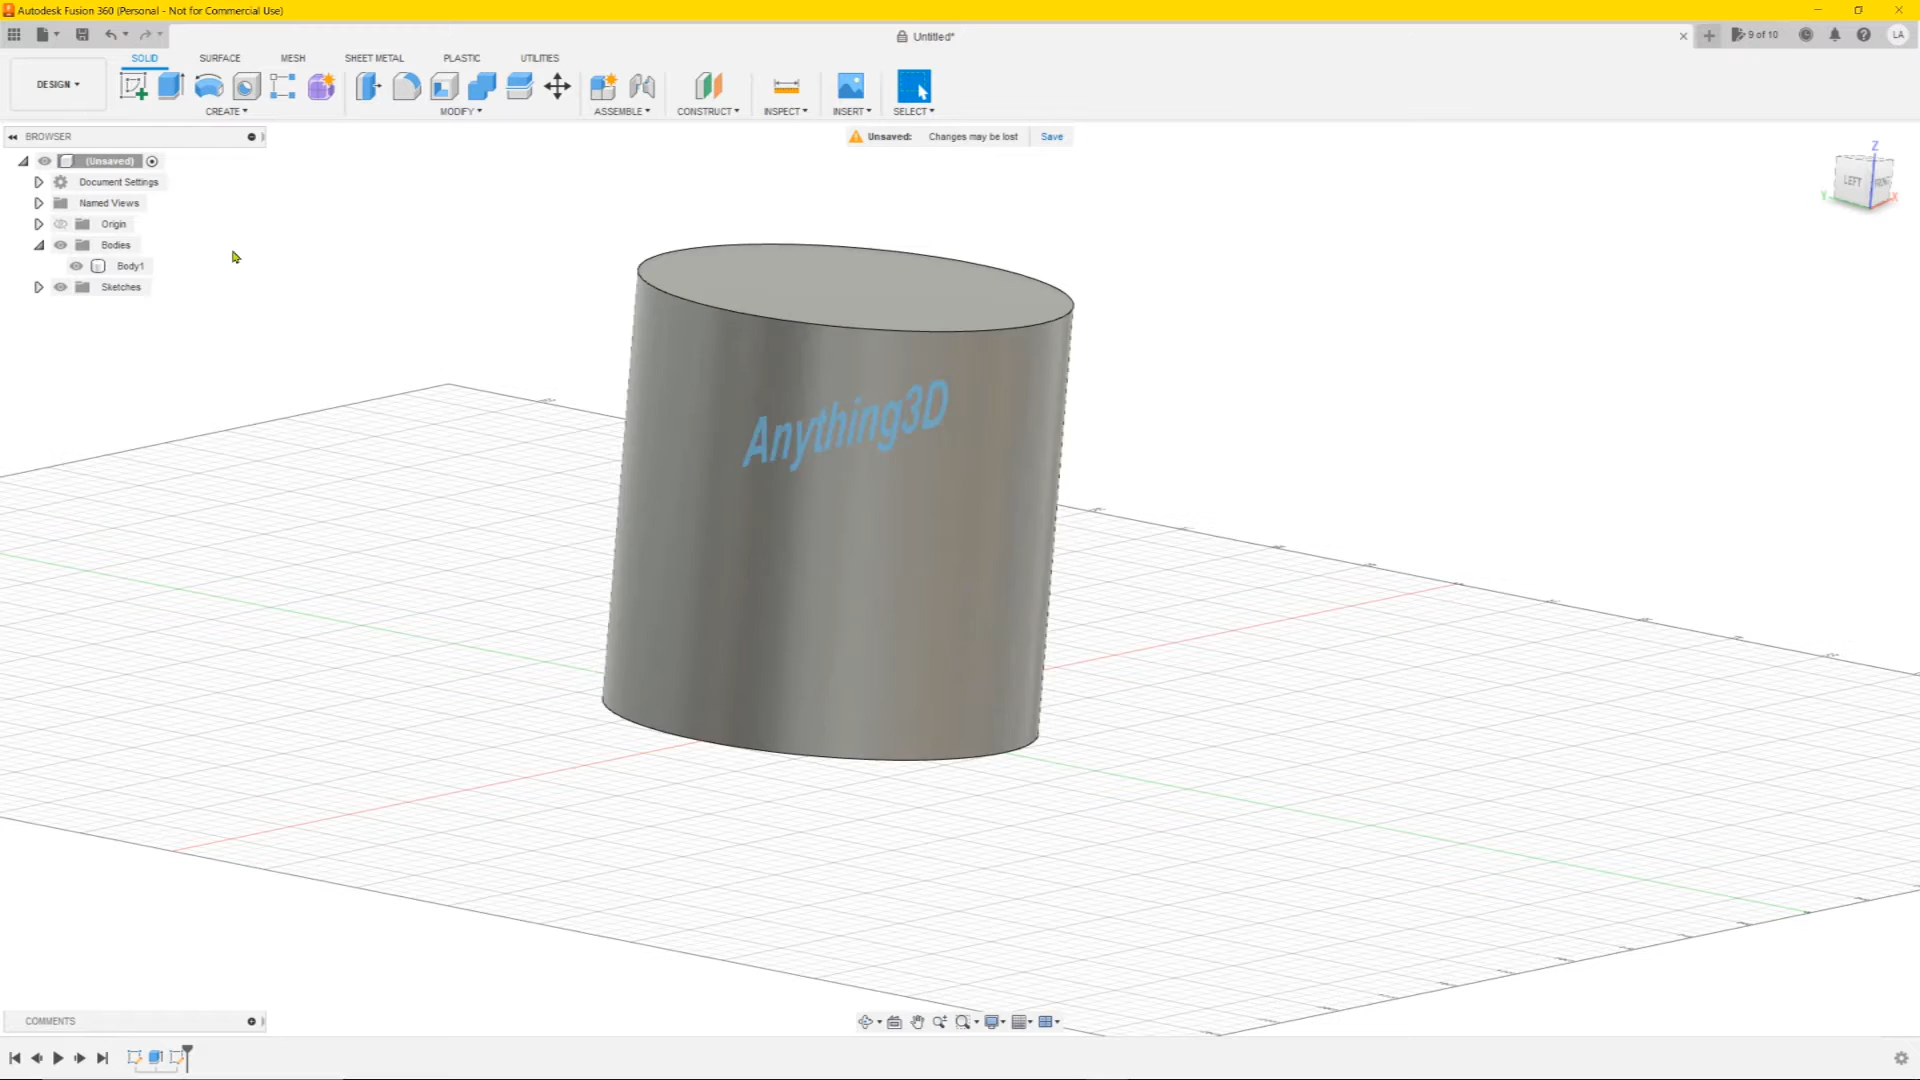 Autodesk Fusion 360 (Personal - Not for Commercial Use)
Untitled*
9 of 10
LA
SOLID SURFACE MESH SHEET METAL PLASTIC UTILITIES
DESIGN
CREATE MODIFY ASSEMBLE CONSTRUCT INSPECT INSERT SELECT
BROWSER
Unsaved: Changes may be lost Save
(Unsaved)
Document Settings
Named Views
Origin
Bodies
Body1
Sketches
Z
LEFT FRONT
Y X
Anything3D
COMMENTS